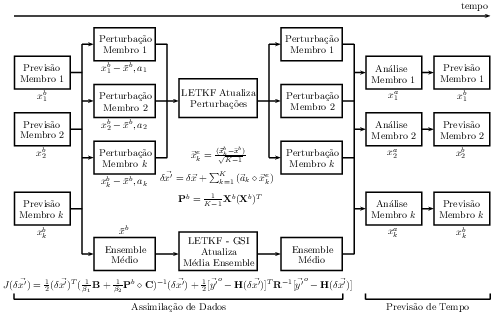 tempo
Previsão
Membro 1
$x_1^b$
Previsão
Membro 2
$x_2^b$
Previsão
Membro $k$
$x_k^b$
Perturbação
Membro 1
$x_1^b - \bar{x}^b, a_1$
Perturbação
Membro 2
$x_2^b - \bar{x}^b, a_2$
Perturbação
Membro $k$
$x_k^b - \bar{x}^b, a_k$
$\bar{x}^b$
Ensemble
Médio
LETKF Atualiza
Perturbações
$\vec{x}_k^e = \frac{(\vec{x}_k^b - \bar{x}^b)}{\sqrt{K-1}}$
$\delta\vec{x'} = \delta\vec{x} + \sum_{k=1}^{K} (\vec{a}_k \circ \vec{x}_k^e)$
$\mathbf{P}^b = \frac{1}{K-1}\mathbf{X}^b(\mathbf{X}^b)^T$
LETKF - GSI
Atualiza
Média Ensemble
Perturbação
Membro 1
Perturbação
Membro 2
Perturbação
Membro $k$
Ensemble
Médio
Análise
Membro 1
$x_1^a$
Análise
Membro 2
$x_2^a$
Análise
Membro $k$
$x_k^a$
Previsão
Membro 1
$x_1^b$
Previsão
Membro 2
$x_2^b$
Previsão
Membro $k$
$x_k^b$
$J(\delta\vec{x'}) = \frac{1}{2}(\delta\vec{x'})^T(\frac{1}{\beta_1}\mathbf{B} + \frac{1}{\beta_2}\mathbf{P}^b \circ \mathbf{C})^{-1}(\delta\vec{x'}) + \frac{1}{2}[\vec{y'}^o - \mathbf{H}(\delta\vec{x'})]^T\mathbf{R}^{-1}[\vec{y'}^o - \mathbf{H}(\delta\vec{x'})]$
Assimilação de Dados
Previsão de Tempo